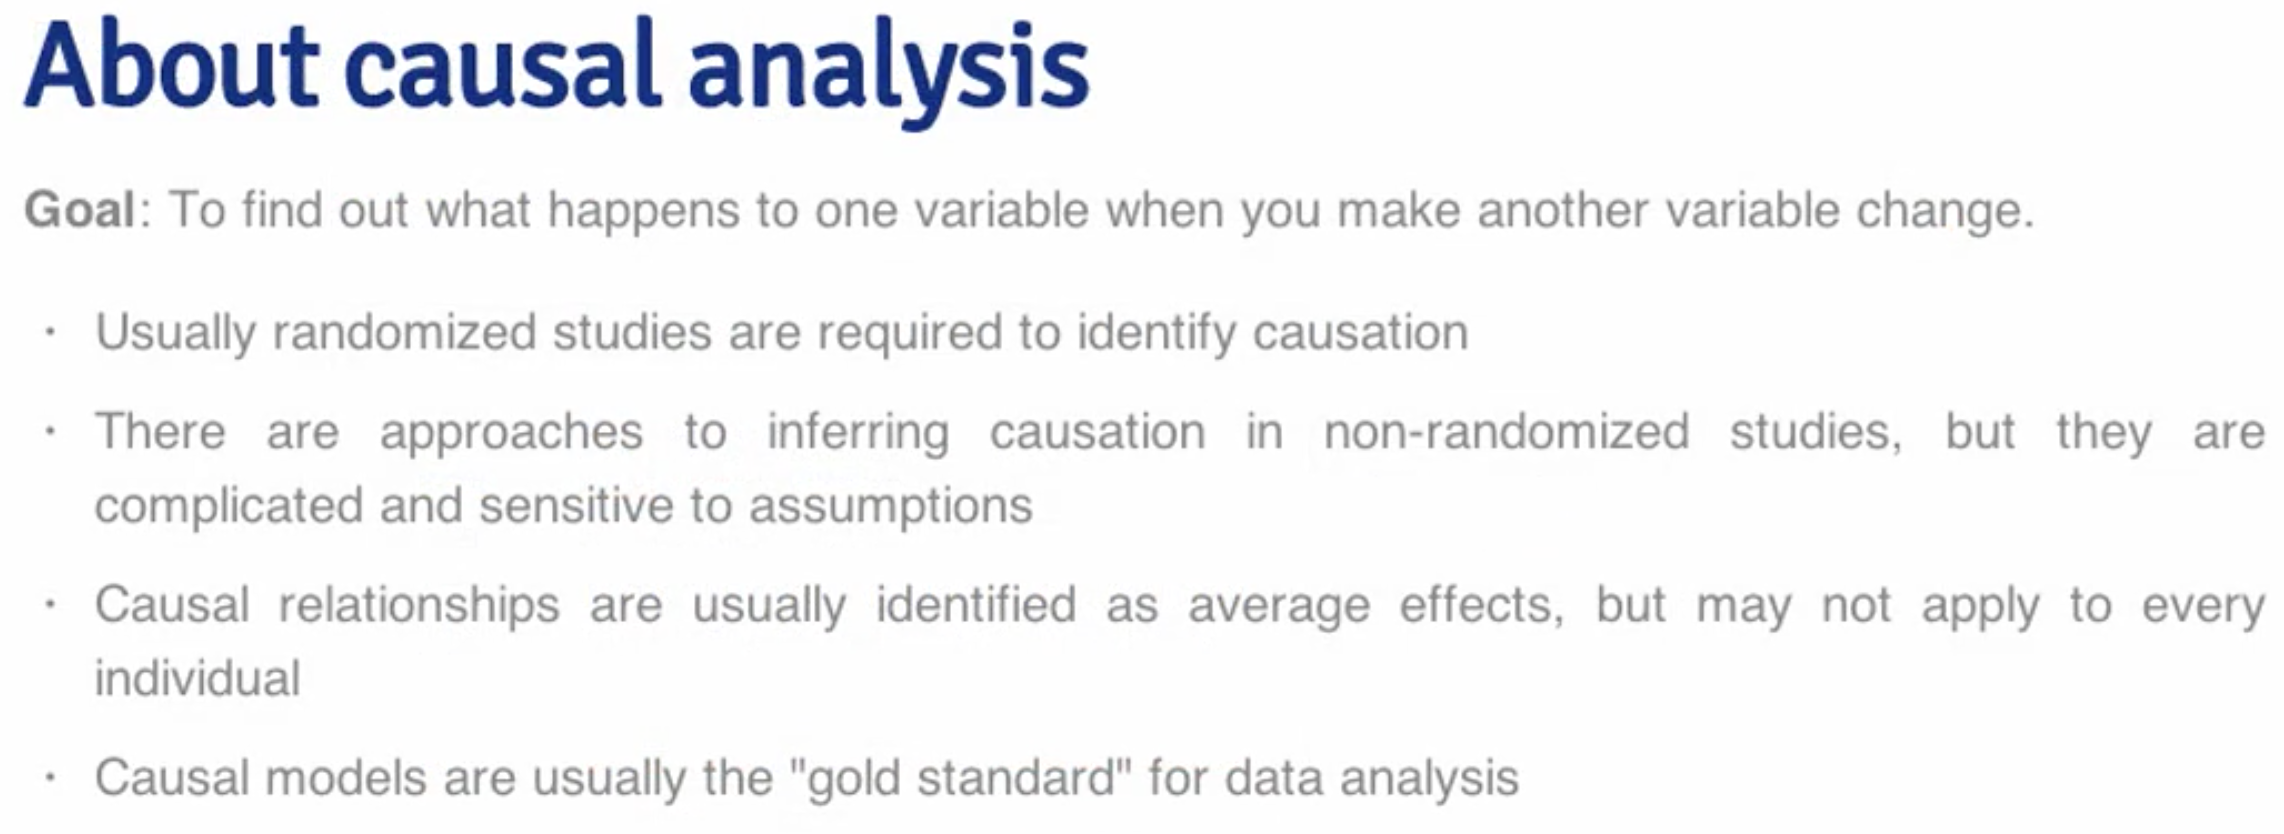 About causal analysis
Goal: To find out what happens to one variable when you make another variable change.
· Usually randomized studies are required to identify causation
· There are approaches to inferring causation in non-randomized studies, but they are
complicated and sensitive to assumptions
· Causal relationships are usually identified as average effects, but may not apply to every
individual
· Causal models are usually the "gold standard" for data analysis